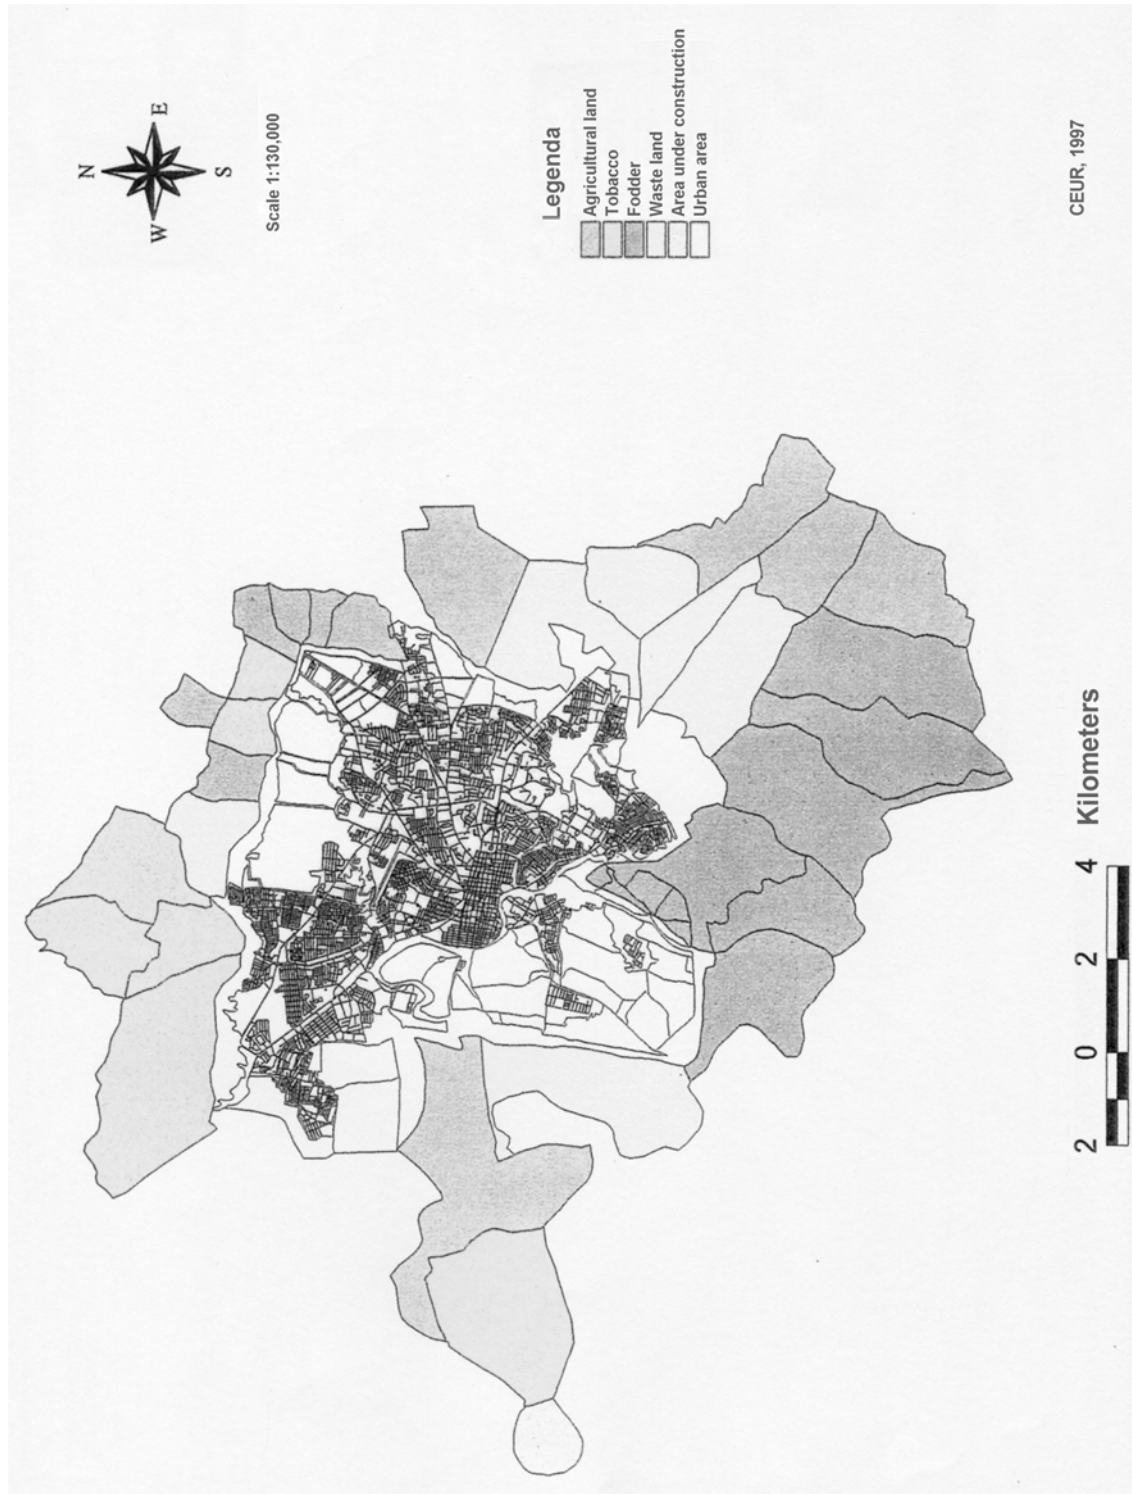 N
W
E
S
Scale 1:130,000
Legenda
Agricultural land
Tobacco
Fodder
Waste land
Area under construction
Urban area
CEUR, 1997
2 0 2 4 Kilometers